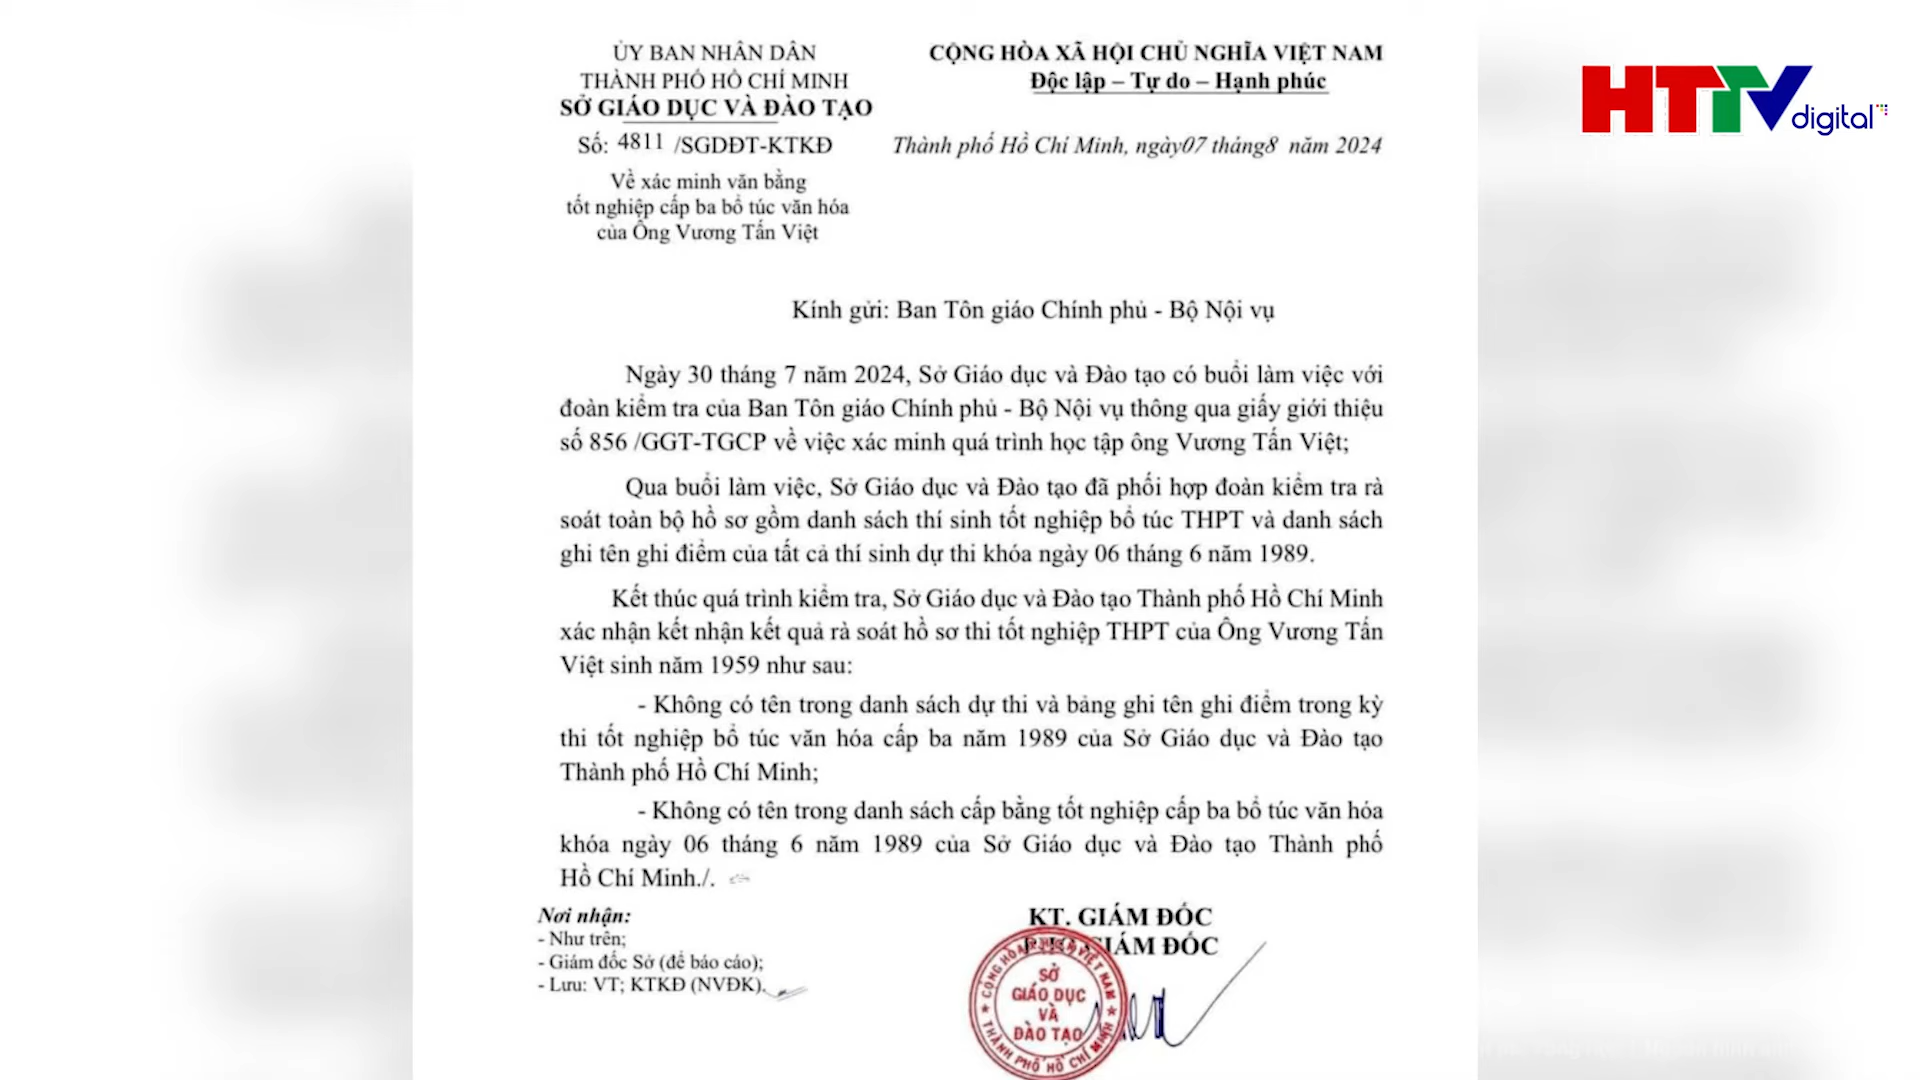 ỦY BAN NHÂN DÂN
THÀNH PHỐ HỒ CHÍ MINH
SỞ GIÁO DỤC VÀ ĐÀO TẠO
Số: 4811 /SGDĐT-KTKĐ
Về xác minh văn bằng
tốt nghiệp cấp ba bổ túc văn hóa
của Ông Vương Tấn Việt
CỘNG HÒA XÃ HỘI CHỦ NGHĨA VIỆT NAM
Độc lập – Tự do – Hạnh phúc
Thành phố Hồ Chí Minh, ngày07 tháng8 năm 2024
HTTV digital
Kính gửi: Ban Tôn giáo Chính phủ - Bộ Nội vụ
Ngày 30 tháng 7 năm 2024, Sở Giáo dục và Đào tạo có buổi làm việc với
đoàn kiểm tra của Ban Tôn giáo Chính phủ - Bộ Nội vụ thông qua giấy giới thiệu
số 856 /GGT-TGCP về việc xác minh quá trình học tập ông Vương Tấn Việt;
Qua buổi làm việc, Sở Giáo dục và Đào tạo đã phối hợp đoàn kiểm tra rà
soát toàn bộ hồ sơ gồm danh sách thí sinh tốt nghiệp bổ túc THPT và danh sách
ghi tên ghi điểm của tất cả thí sinh dự thi khóa ngày 06 tháng 6 năm 1989.
Kết thúc quá trình kiểm tra, Sở Giáo dục và Đào tạo Thành phố Hồ Chí Minh
xác nhận kết nhận kết quả rà soát hồ sơ thi tốt nghiệp THPT của Ông Vương Tấn
Việt sinh năm 1959 như sau:
- Không có tên trong danh sách dự thi và bảng ghi tên ghi điểm trong kỳ
thi tốt nghiệp bổ túc văn hóa cấp ba năm 1989 của Sở Giáo dục và Đào tạo
Thành phố Hồ Chí Minh;
- Không có tên trong danh sách cấp bằng tốt nghiệp cấp ba bổ túc văn hóa
khóa ngày 06 tháng 6 năm 1989 của Sở Giáo dục và Đào tạo Thành phố
Hồ Chí Minh./.
Nơi nhận:
- Như trên;
- Giám đốc Sở (để báo cáo);
- Lưu: VT; KTKĐ (NVĐK).
KT. GIÁM ĐỐC
PHÓ GIÁM ĐỐC
SỞ
GIÁO DỤC
VÀ
ĐÀO TẠO
THÀNH PHỐ HỒ CHÍ MINH